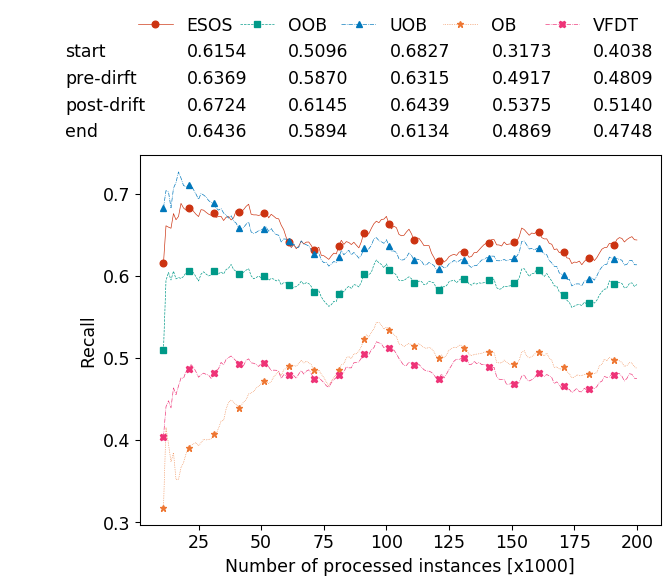 ESOS OOB UOB OB VFDT
start 0.6154 0.5096 0.6827 0.3173 0.4038
pre-dirft 0.6369 0.5870 0.6315 0.4917 0.4809
post-drift 0.6724 0.6145 0.6439 0.5375 0.5140
end 0.6436 0.5894 0.6134 0.4869 0.4748
0.7
0.6
0.5
0.4
0.3
Recall
25 50 75 100 125 150 175 200
Number of processed instances [x1000]